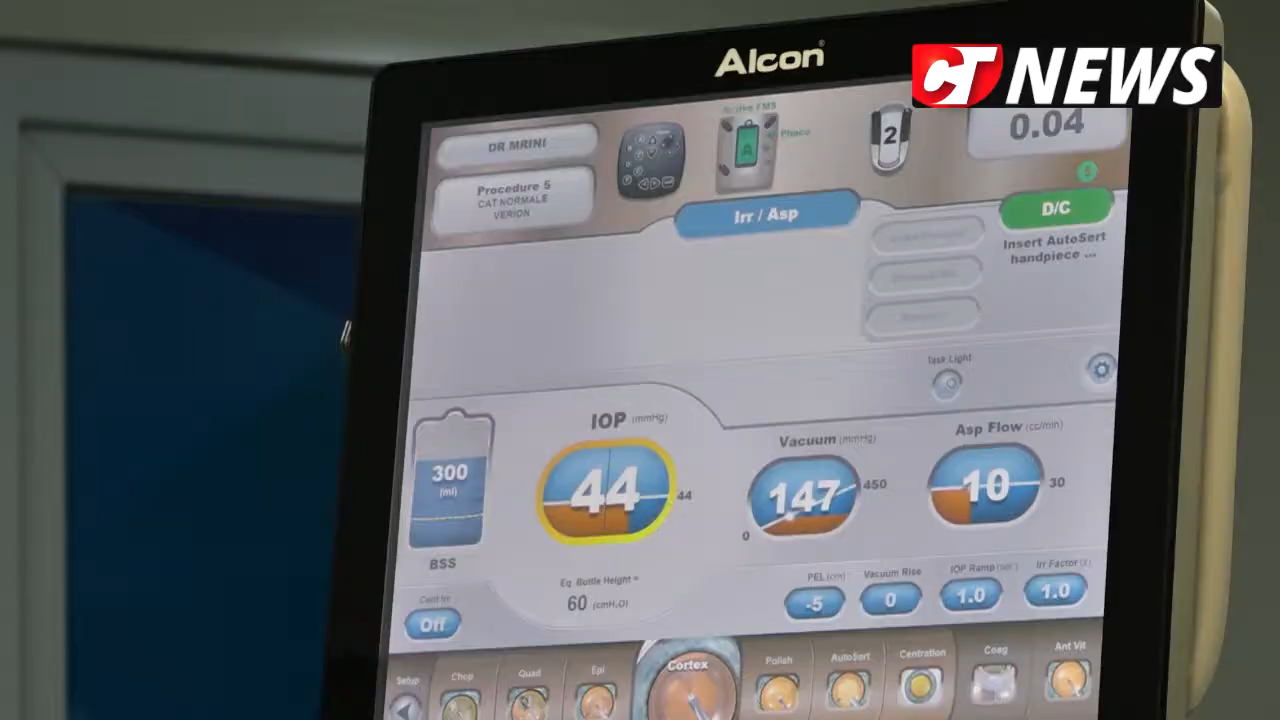 Alcon
CT NEWS
DR MRINI
Procedure 5
CAT NORMALE
VERION
Active FMS
A
Phaco
2
0.04
5
Irr / Asp
D/C
Insert AutoSert
handpiece ...
Task Light
300
(ml)
BSS
IOP (mmHg)
44
44
Eq. Bottle Height =
60 (cmH₂O)
Vacuum (mmHg)
147
450
0
Asp Flow (cc/min)
10
30
Cont Irr
Off
PEL (cm)
-5
Vacuum Rise
0
IOP Ramp (sec)
1.0
Irr Factor (X)
1.0
Setup
Chop
Quad
Epi
Cortex
Polish
AutoSert
Centration
Coag
Ant Vit